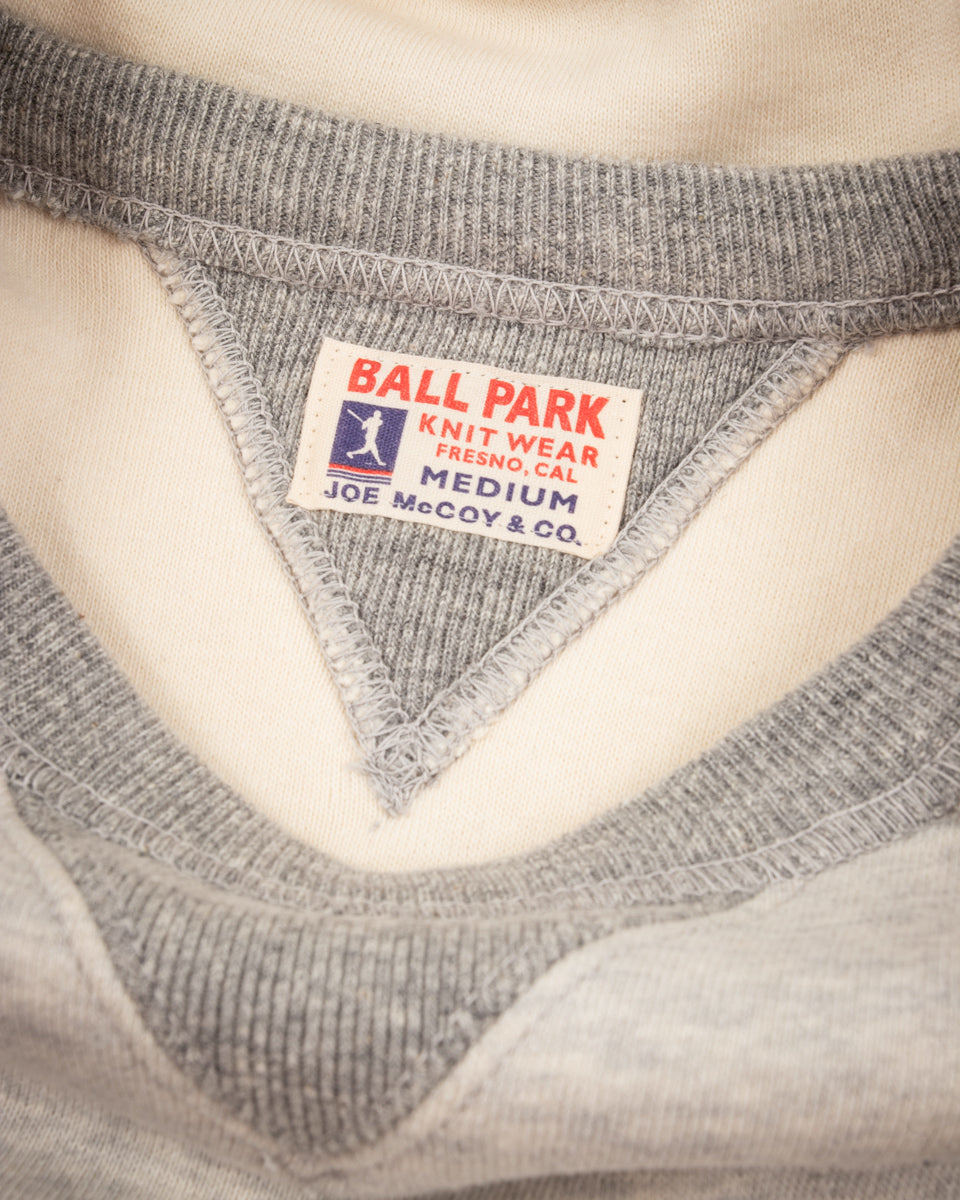 BALL PARK
KNIT WEAR
FRESNO, CAL
MEDIUM
JOE McCOY & CO.